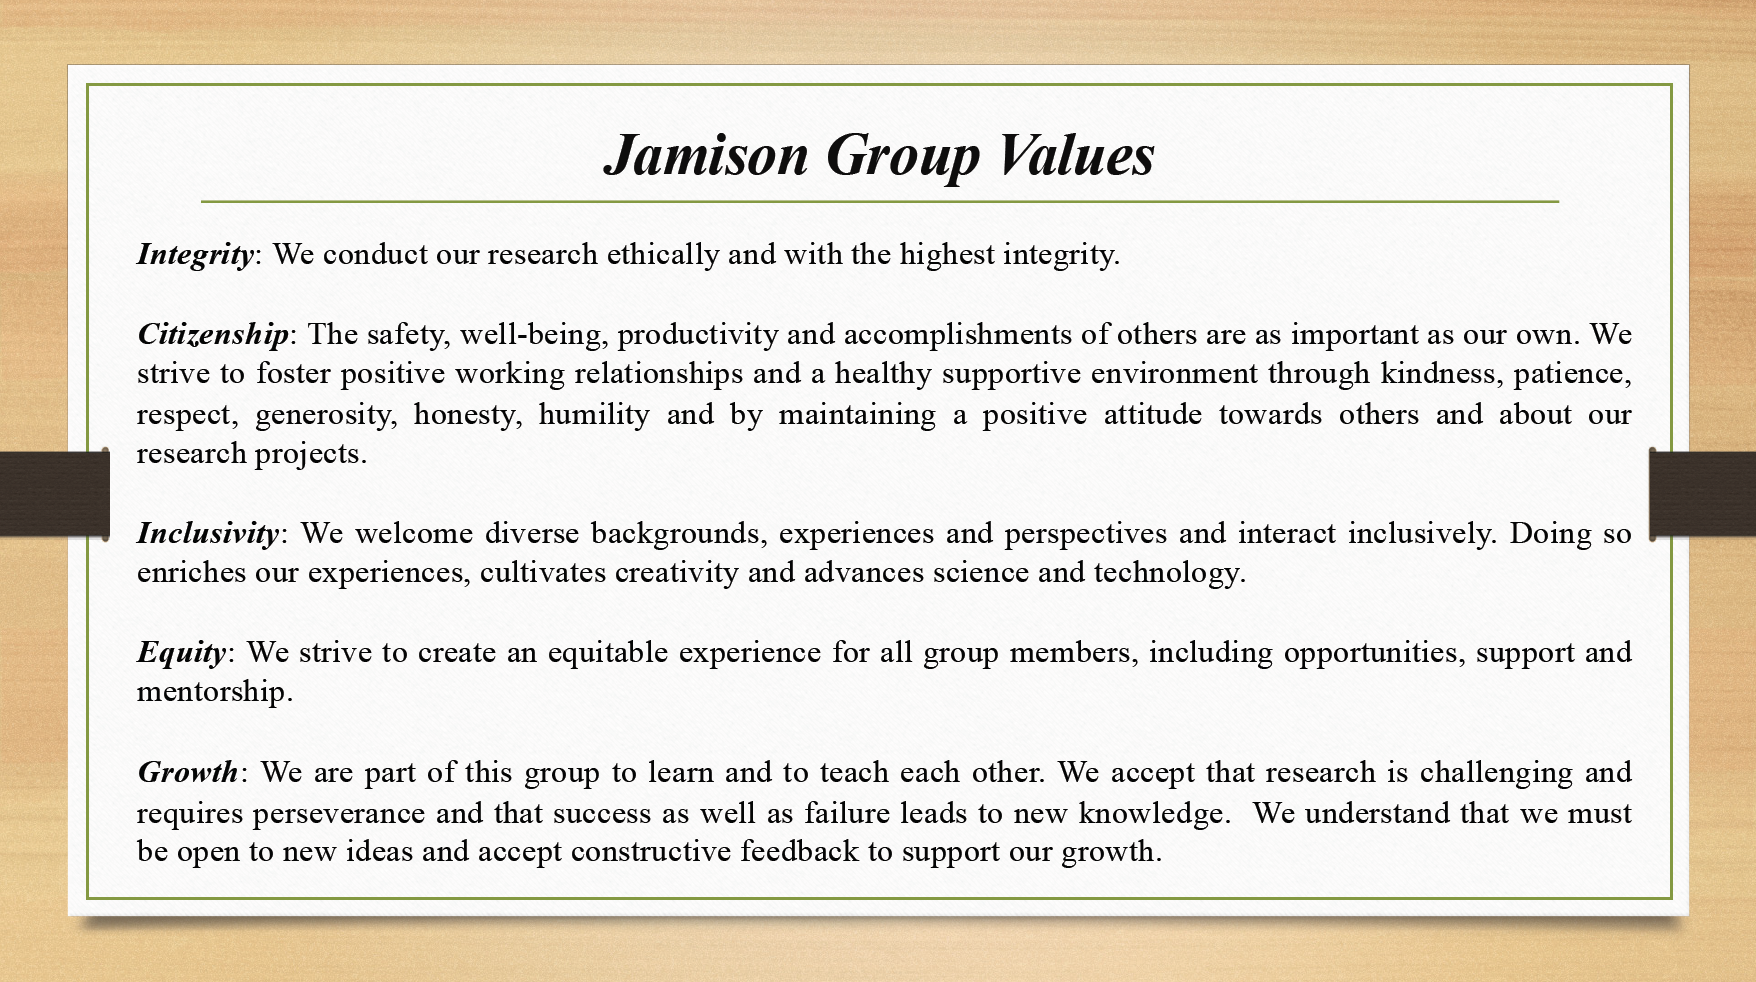 Jamison Group Values
Integrity: We conduct our research ethically and with the highest integrity.
Citizenship: The safety, well-being, productivity and accomplishments of others are as important as our own. We
strive to foster positive working relationships and a healthy supportive environment through kindness, patience,
respect, generosity, honesty, humility and by maintaining a positive attitude towards others and about our
research projects.
Inclusivity: We welcome diverse backgrounds, experiences and perspectives and interact inclusively. Doing so
enriches our experiences, cultivates creativity and advances science and technology.
Equity: We strive to create an equitable experience for all group members, including opportunities, support and
mentorship.
Growth: We are part of this group to learn and to teach each other. We accept that research is challenging and
requires perseverance and that success as well as failure leads to new knowledge.  We understand that we must
be open to new ideas and accept constructive feedback to support our growth.